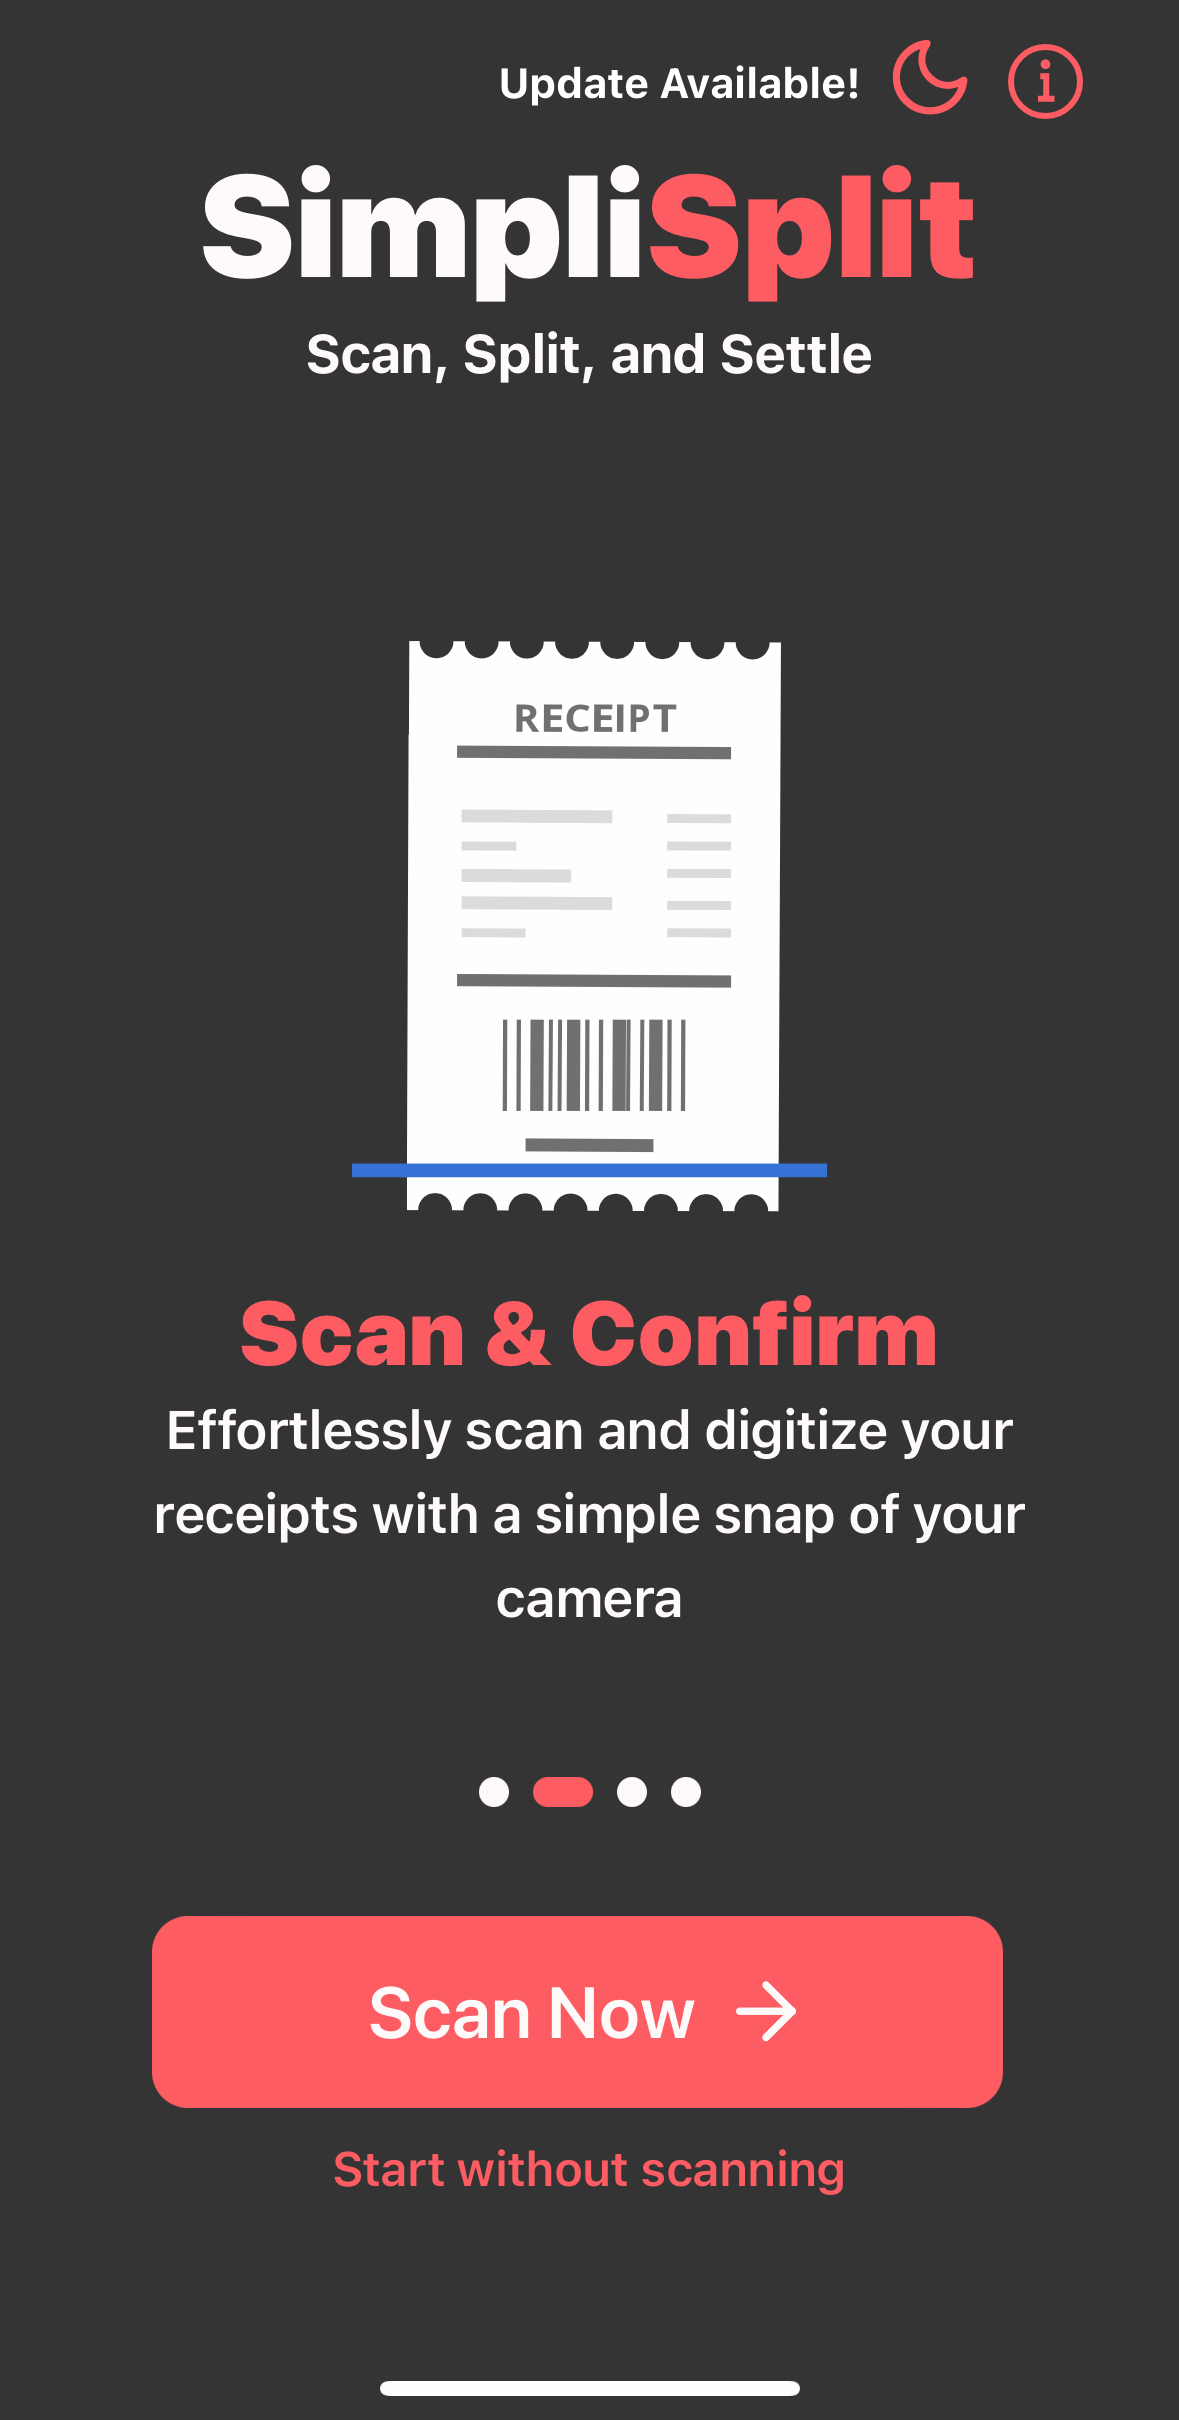 Update Available!
SimpliSplit
Scan, Split, and Settle
RECEIPT
Scan & Confirm
Effortlessly scan and digitize your
receipts with a simple snap of your
camera
Scan Now
Start without scanning